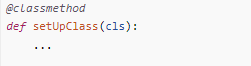 @classmethod
def setUpClass(cls):
    ...